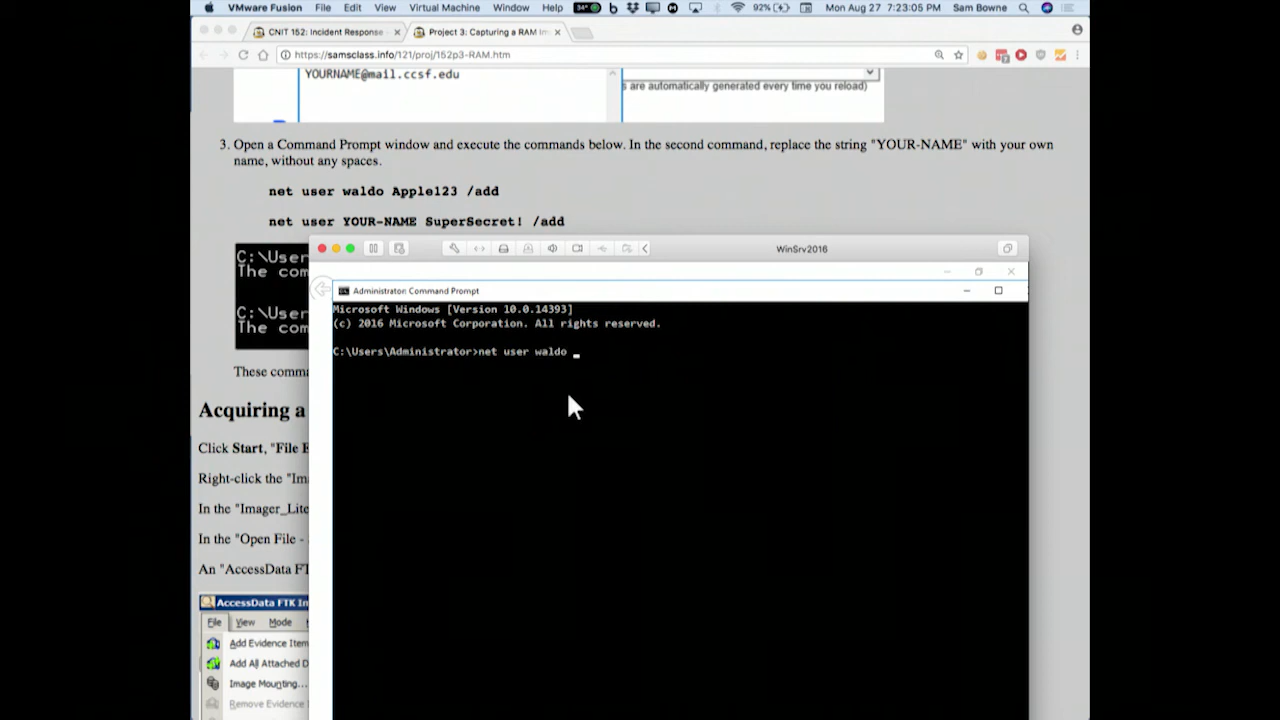 VMware Fusion File Edit View Virtual Machine Window Help 34° 92% Mon Aug 27 7:23:05 PM Sam Bowne
CNIT 152: Incident Response Project 3: Capturing a RAM Im
https://samsclass.info/121/proj/152p3-RAM.htm
YOURNAME@mail.ccsf.edu
s are automatically generated every time you reload)
3. Open a Command Prompt window and execute the commands below. In the second command, replace the string "YOUR-NAME" with your own
name, without any spaces.
net user waldo Apple123 /add
net user YOUR-NAME SuperSecret! /add
WinSrv2016
C:\User
The com
C:\User
The com
Administrator: Command Prompt
Microsoft Windows [Version 10.0.14393]
(c) 2016 Microsoft Corporation. All rights reserved.
C:\Users\Administrator>net user waldo _
These comma
Acquiring a
Click Start, "File E
Right-click the "Im
In the "Imager_Lite
In the "Open File -
An "AccessData FT
AccessData FTK Im
File View Mode
Add Evidence Item
Add All Attached D
Image Mounting...
Remove Evidence